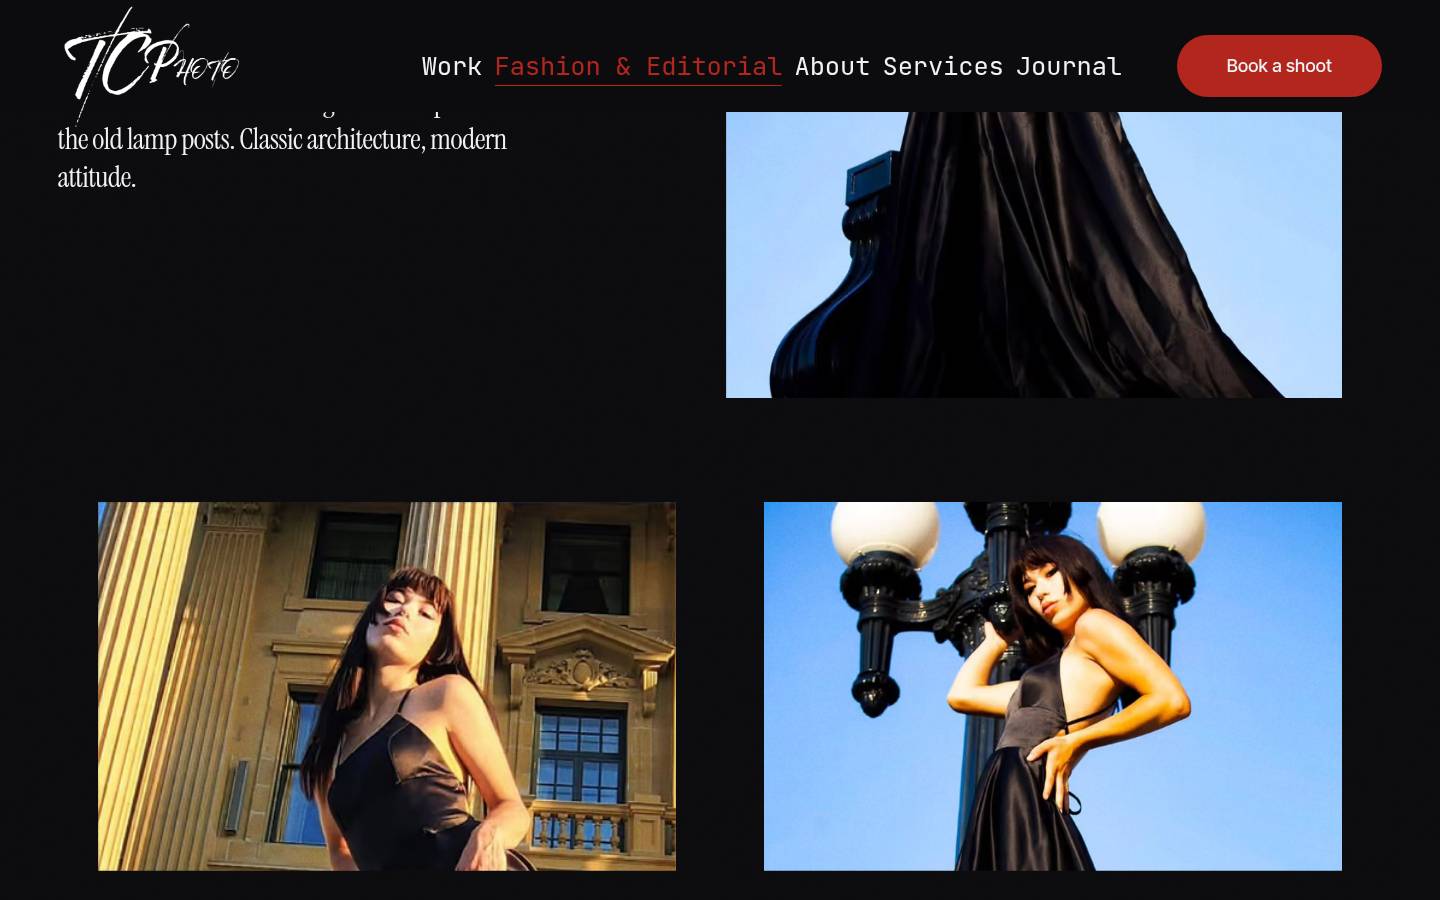 TCPHOTO
Work Fashion & Editorial About Services Journal
Book a shoot
the old lamp posts. Classic architecture, modern
attitude.